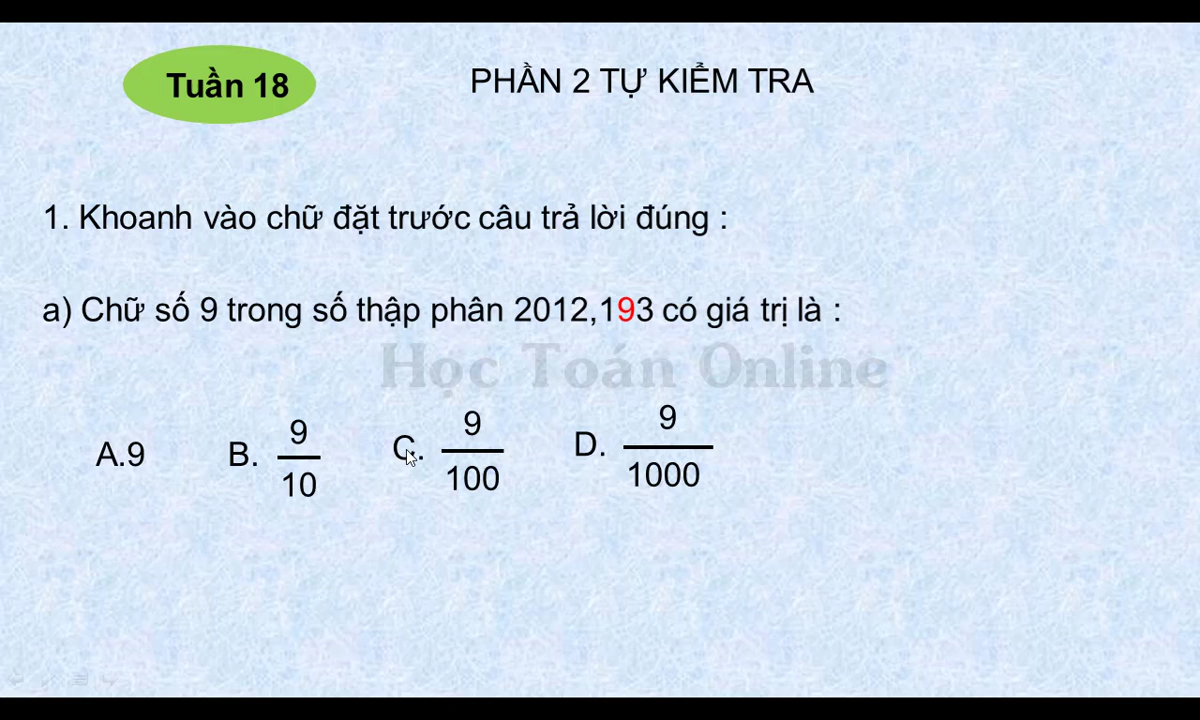 Tuần 18
PHẦN 2 TỰ KIỂM TRA
1. Khoanh vào chữ đặt trước câu trả lời đúng :
a) Chữ số 9 trong số thập phân 2012,193 có giá trị là :
Học Toán Online
A.9 B. 9/10 C. 9/100 D. 9/1000